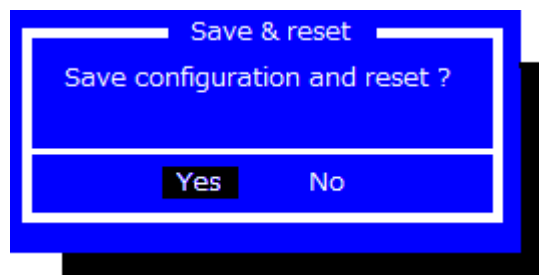 Save & reset
Save configuration and reset ?
Yes No